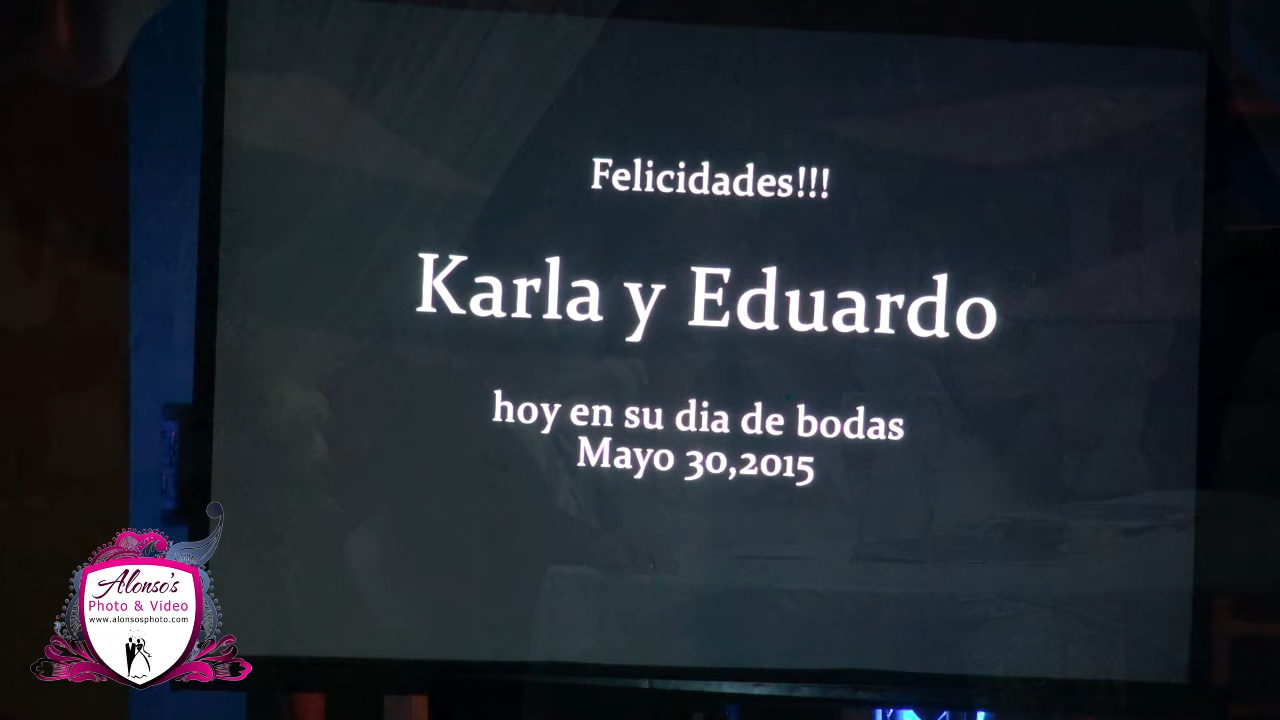 Felicidades!!!
Karla y Eduardo
hoy en su dia de bodas
Mayo 30,2015
Alonso's
Photo & Video
www.alonsosphoto.com